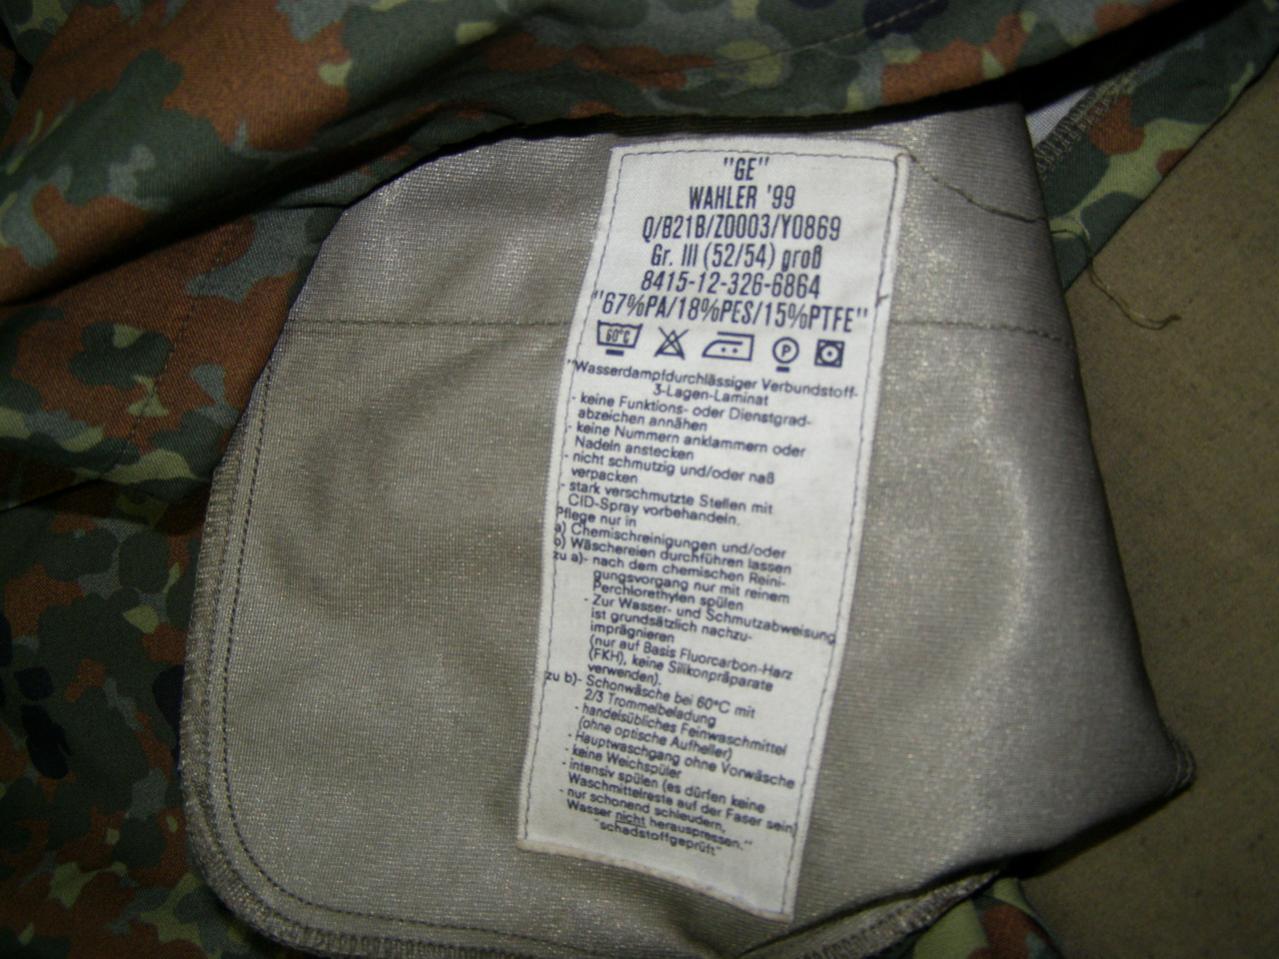 "GE"
WAHLER '99
Q/B21B/Z0003/Y0869
Gr. III (52/54) groß
8415-12-326-6864
"67%PA/18%PES/15%PTFE"
60°C P
"Wasserdampfdurchlässiger Verbundstoff-
3-Lagen-Laminat
- keine Funktions- oder Dienstgrad-
abzeichen annähen
- keine Nummern anklammern oder
Nadeln anstecken
- nicht schmutzig und/oder naß
verpacken
- stark verschmutzte Stellen mit
CID-Spray vorbehandeln.
Pflege nur in
a) Chemischreinigungen und/oder
b) Wäschereien durchführen lassen
zu a)- nach dem chemischen Reini-
gungsvorgang nur mit reinem
Perchlorethylen spülen
- Zur Wasser- und Schmutzabweisung
ist grundsätzlich nachzu-
imprägnieren
(nur auf Basis Fluorcarbon-Harz
(FKH), keine Silikonpräparate
verwenden).
zu b)- Schonwäsche bei 60°C mit
2/3 Trommelbeladung
- handelsübliches Feinwaschmittel
(ohne optische Aufheller)
- Hauptwaschgang ohne Vorwäsche
- keine Weichspüler
- intensiv spülen (es dürfen keine
Waschmittelreste auf der Faser sein)
- nur schonend schleudern,
Wasser nicht herauspressen."
"schadstoffgeprüft"